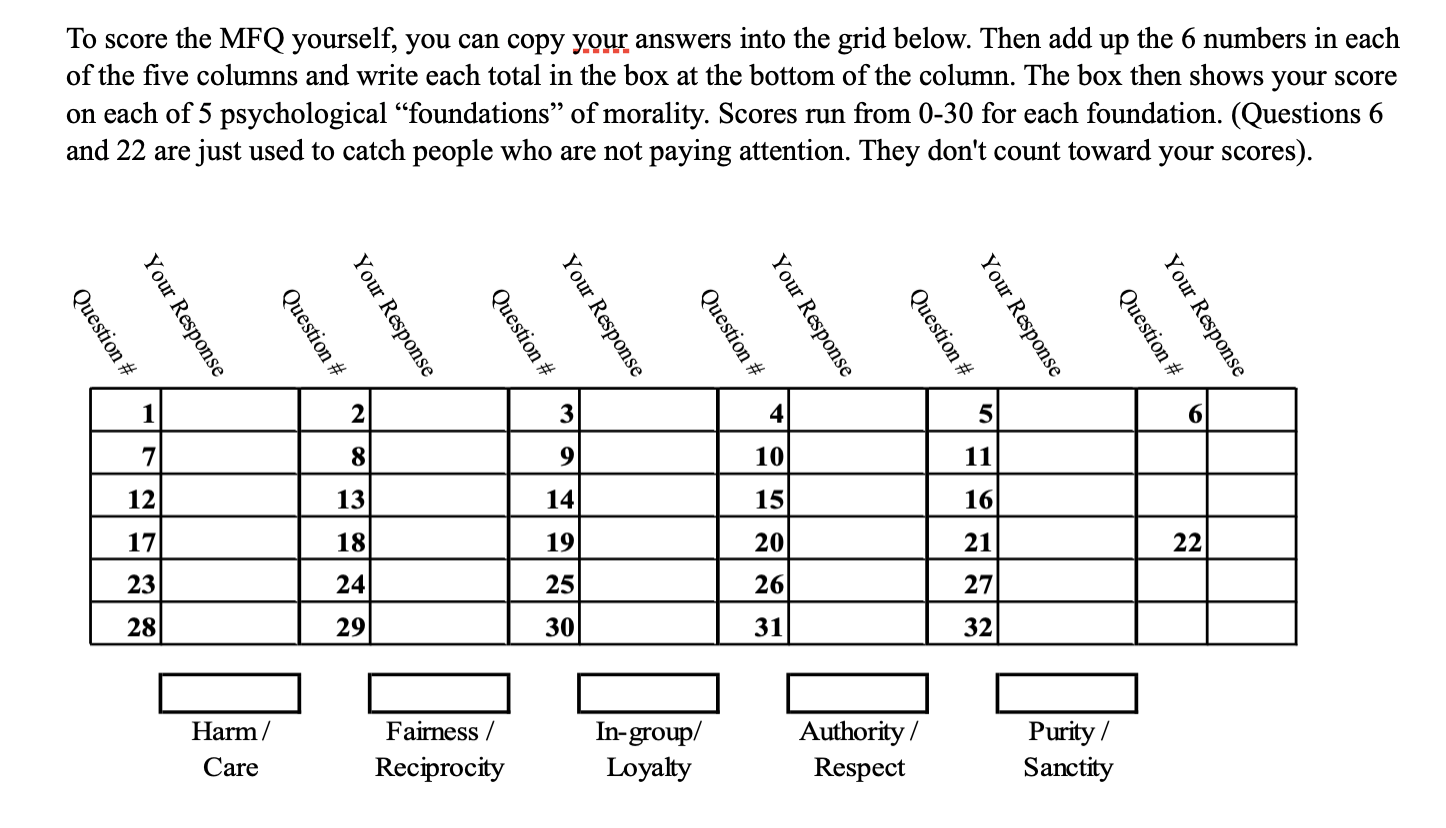 To score the MFQ yourself, you can copy your answers into the grid below. Then add up the 6 numbers in each
of the five columns and write each total in the box at the bottom of the column. The box then shows your score
on each of 5 psychological “foundations” of morality. Scores run from 0-30 for each foundation. (Questions 6
and 22 are just used to catch people who are not paying attention. They don't count toward your scores).
Question # Your Response Question # Your Response Question # Your Response Question # Your Response Question # Your Response Question # Your Response
1 2 3 4 5 6
7 8 9 10 11
12 13 14 15 16
17 18 19 20 21 22
23 24 25 26 27
28 29 30 31 32
Harm / Fairness / In-group/ Authority / Purity /
Care Reciprocity Loyalty Respect Sanctity